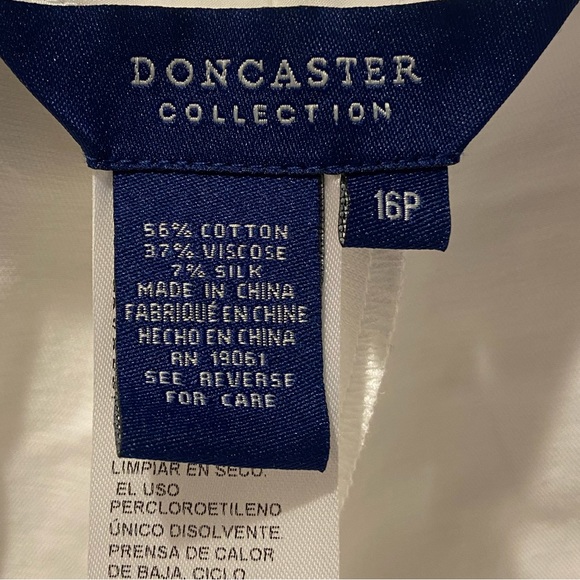 DONCASTER
COLLECTION
16P
56% COTTON
37% VISCOSE
7% SILK
MADE IN CHINA
FABRIQUÉ EN CHINE
HECHO EN CHINA
RN 19061
SEE REVERSE
FOR CARE
LIMPIAR EN SECO.
EL USO
PERCLOROETILENO
ÚNICO DISOLVENTE.
PRENSA DE CALOR
DE BAJA. CICLO